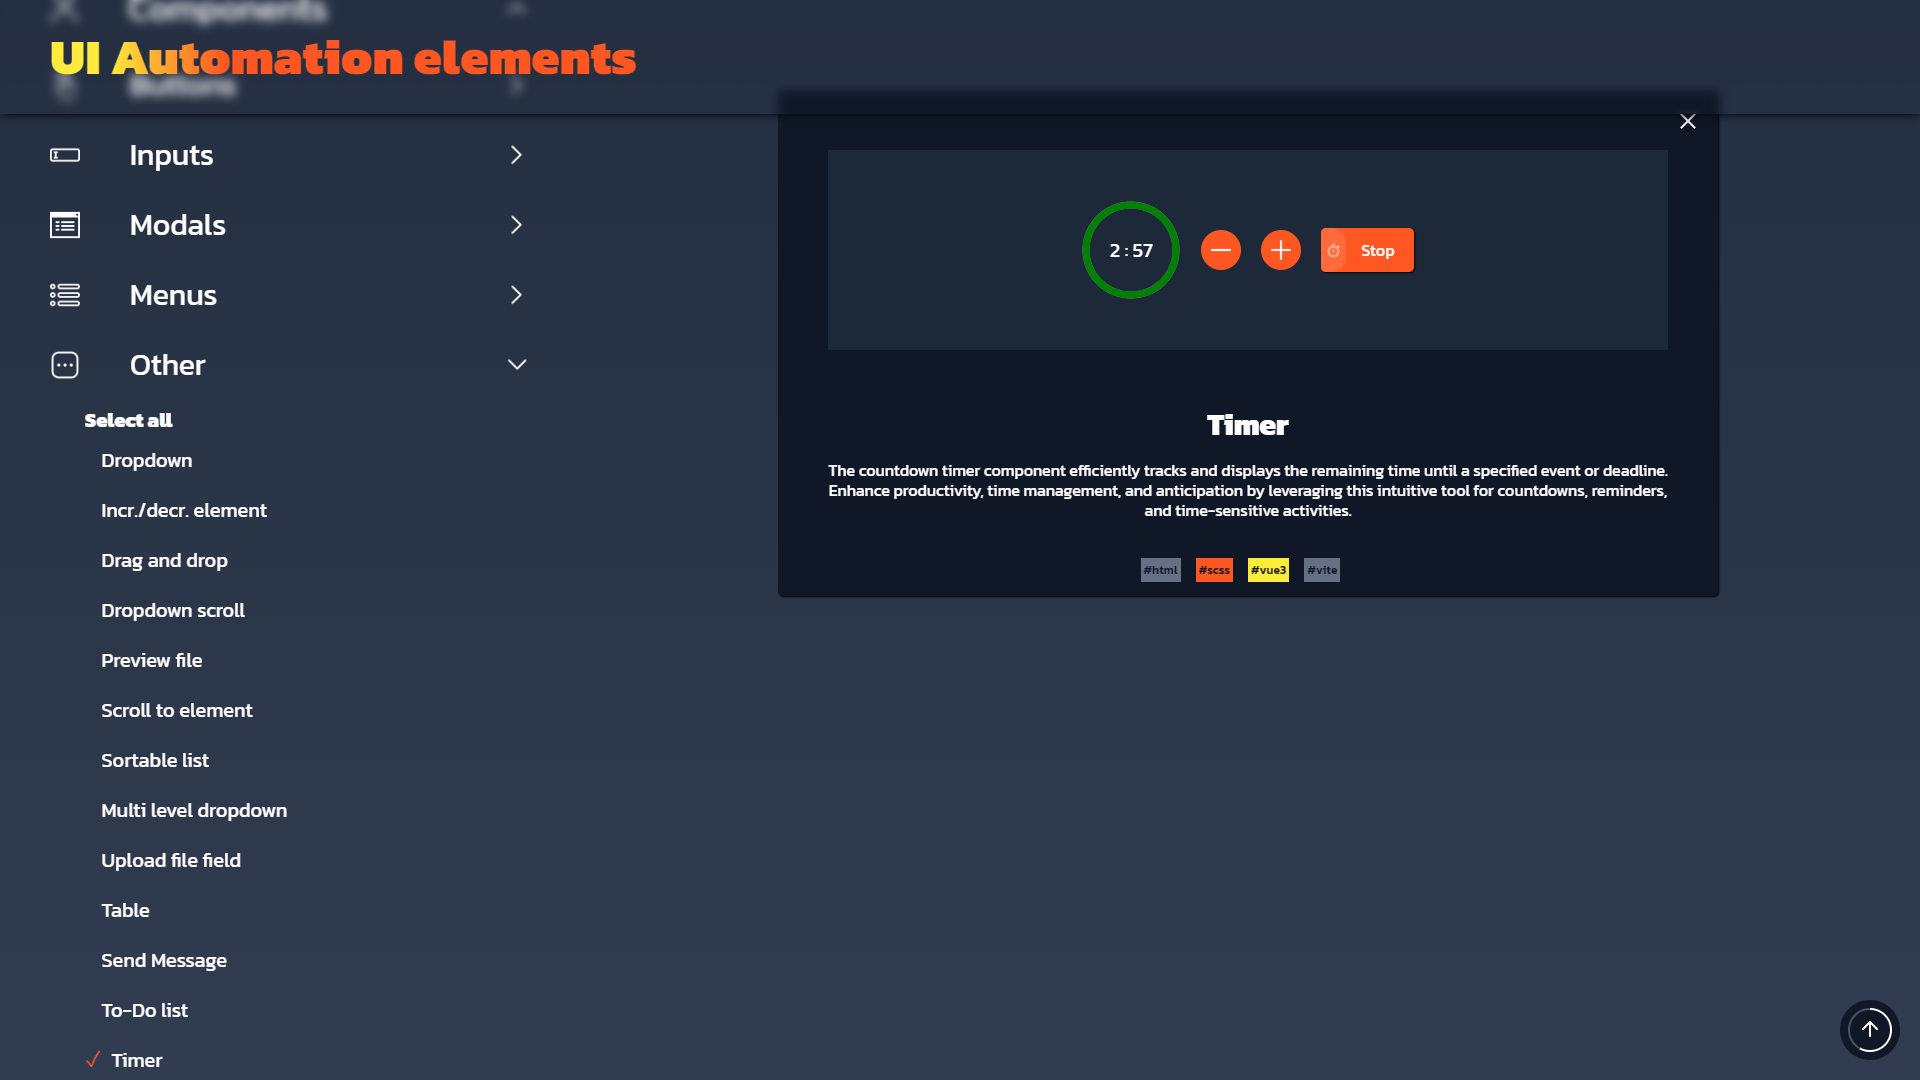 Components
UI Automation elements
Buttons
Inputs
Modals
Menus
Other
Select all
Dropdown
Incr./decr. element
Drag and drop
Dropdown scroll
Preview file
Scroll to element
Sortable list
Multi level dropdown
Upload file field
Table
Send Message
To-Do list
Timer
2 : 57
Stop
Timer
The countdown timer component efficiently tracks and displays the remaining time until a specified event or deadline.
Enhance productivity, time management, and anticipation by leveraging this intuitive tool for countdowns, reminders,
and time-sensitive activities.
#html #scss #vue3 #vite